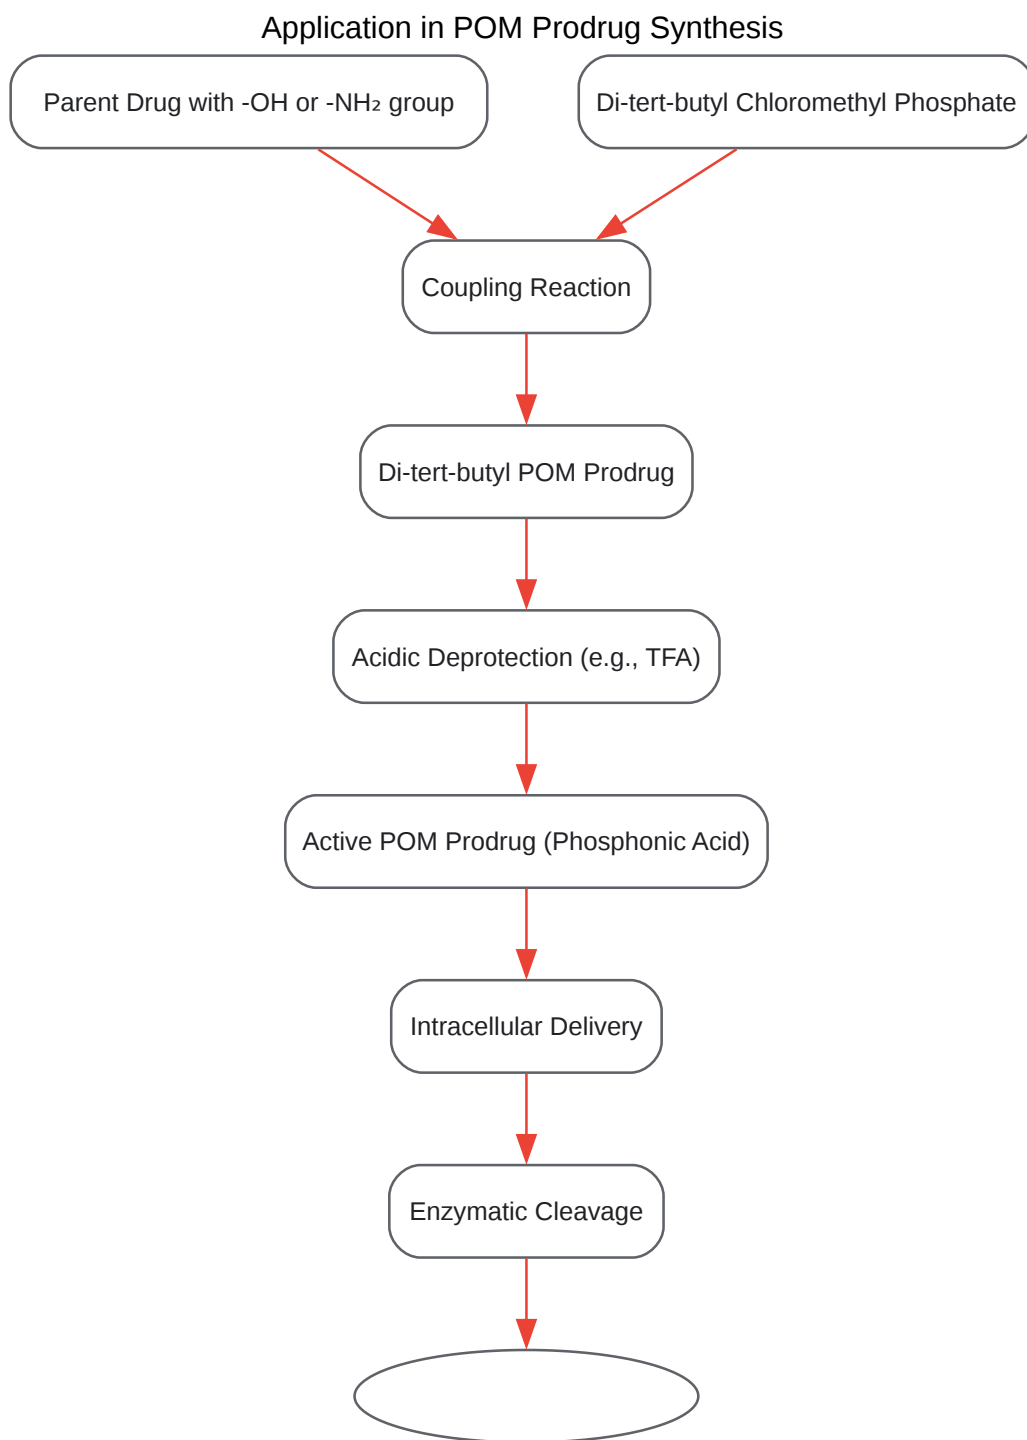 Application in POM Prodrug Synthesis
Parent Drug with -OH or -NH₂ group
Di-tert-butyl Chloromethyl Phosphate
Coupling Reaction
Di-tert-butyl POM Prodrug
Acidic Deprotection (e.g., TFA)
Active POM Prodrug (Phosphonic Acid)
Intracellular Delivery
Enzymatic Cleavage